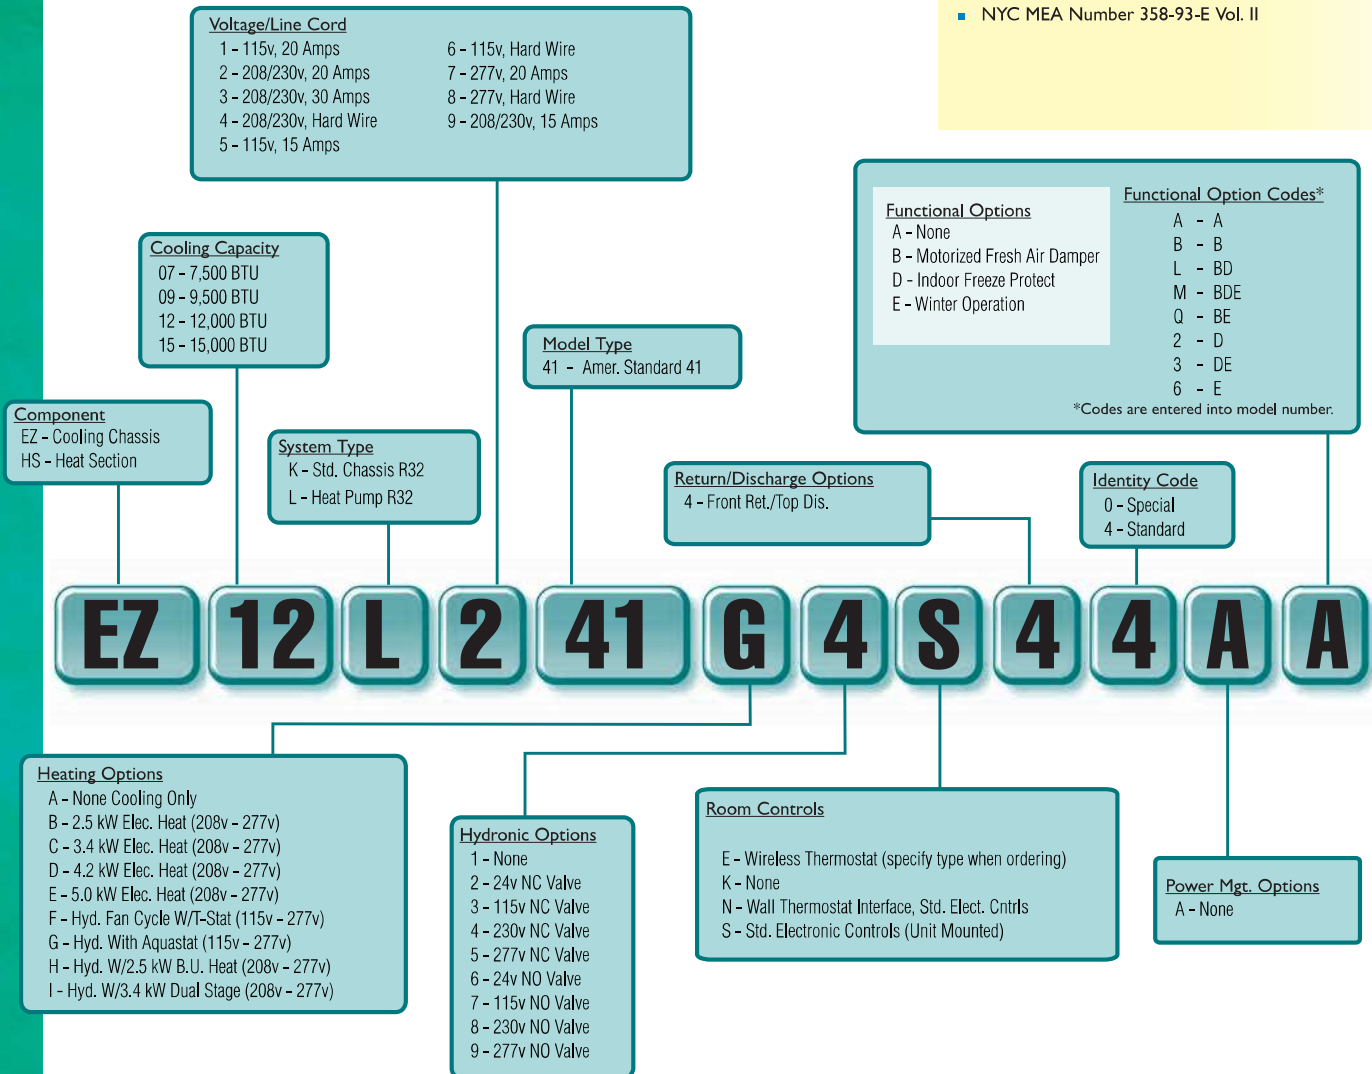 NYC MEA Number 358-93-E Vol. II
Voltage/Line Cord
1 - 115v, 20 Amps
2 - 208/230v, 20 Amps
3 - 208/230v, 30 Amps
4 - 208/230v, Hard Wire
5 - 115v, 15 Amps
6 - 115v, Hard Wire
7 - 277v, 20 Amps
8 - 277v, Hard Wire
9 - 208/230v, 15 Amps
Functional Options
A - None
B - Motorized Fresh Air Damper
D - Indoor Freeze Protect
E - Winter Operation
Functional Option Codes*
A - A
B - B
L - BD
M - BDE
Q - BE
2 - D
3 - DE
6 - E
*Codes are entered into model number.
Cooling Capacity
07 - 7,500 BTU
09 - 9,500 BTU
12 - 12,000 BTU
15 - 15,000 BTU
Model Type
41 - Amer. Standard 41
Component
EZ - Cooling Chassis
HS - Heat Section
System Type
K - Std. Chassis R32
L - Heat Pump R32
Return/Discharge Options
4 - Front Ret./Top Dis.
Identity Code
0 - Special
4 - Standard
EZ 12 L 2 41 G 4 S 4 4 A A
Heating Options
A - None Cooling Only
B - 2.5 kW Elec. Heat (208v - 277v)
C - 3.4 kW Elec. Heat (208v - 277v)
D - 4.2 kW Elec. Heat (208v - 277v)
E - 5.0 kW Elec. Heat (208v - 277v)
F - Hyd. Fan Cycle W/T-Stat (115v - 277v)
G - Hyd. With Aquastat (115v - 277v)
H - Hyd. W/2.5 kW B.U. Heat (208v - 277v)
I - Hyd. W/3.4 kW Dual Stage (208v - 277v)
Hydronic Options
1 - None
2 - 24v NC Valve
3 - 115v NC Valve
4 - 230v NC Valve
5 - 277v NC Valve
6 - 24v NO Valve
7 - 115v NO Valve
8 - 230v NO Valve
9 - 277v NO Valve
Room Controls
E - Wireless Thermostat (specify type when ordering)
K - None
N - Wall Thermostat Interface, Std. Elect. Cntrls
S - Std. Electronic Controls (Unit Mounted)
Power Mgt. Options
A - None